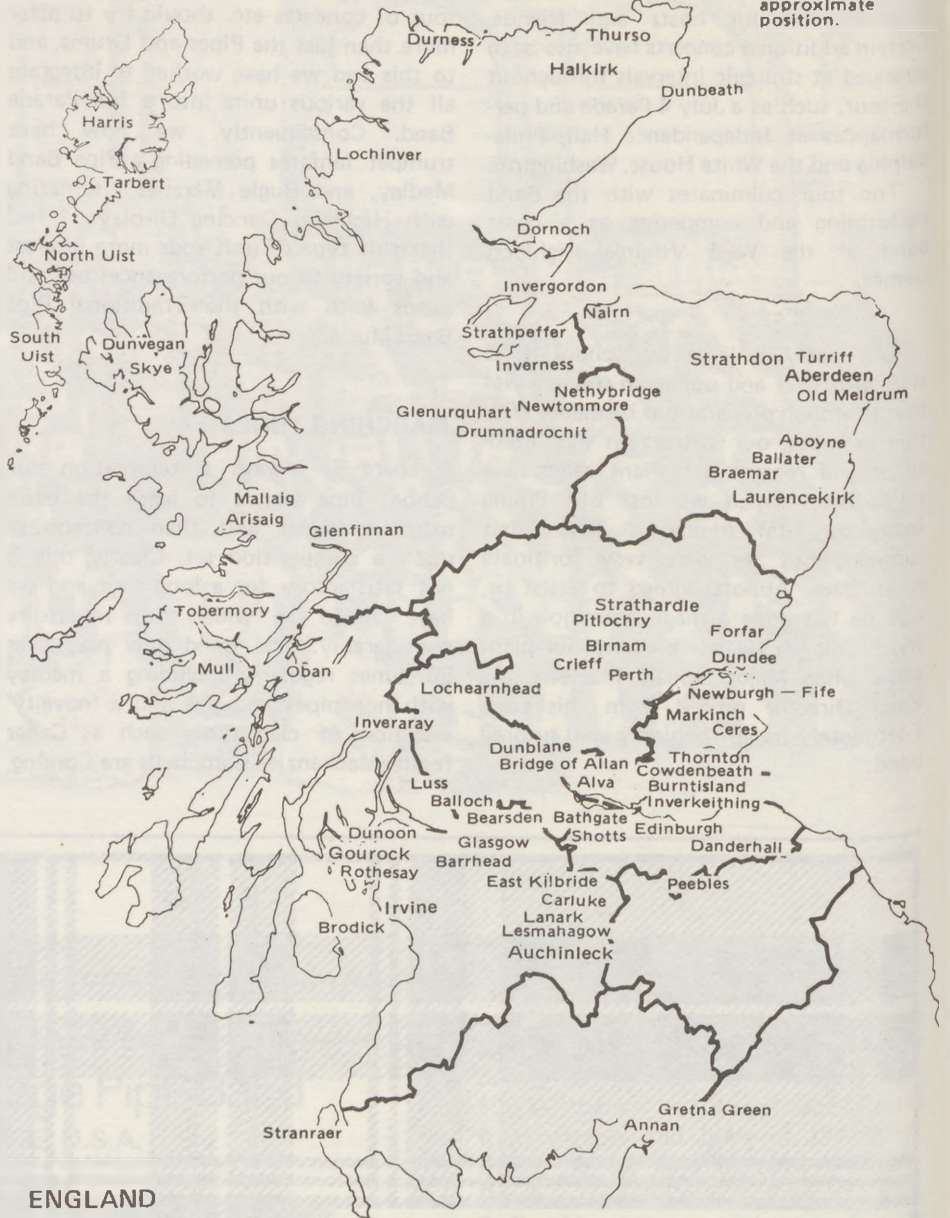 approximate
position.
Durness
Thurso
Halkirk
Dunbeath
Harris
Lochinver
Tarbert
Dornoch
North Uist
Invergordon
Nairn
South
Uist
Strathpeffer
Dunvegan
Skye
Inverness
Strathdon Turriff
Aberdeen
Nethybridge
Old Meldrum
Glenurquhart Newtonmore
Drumnadrochit
Aboyne
Ballater
Braemar
Mallaig
Laurencekirk
Arisaig
Glenfinnan
Tobermory
Strathardle
Pitlochry
Forfar
Birnam
Dundee
Mull
Oban
Crieff
Perth
Lochearnhead
Newburgh — Fife
Markinch
Inveraray
Ceres
Dunblane
Bridge of Allan
Thornton
Cowdenbeath
Luss
Alva
Burntisland
Balloch
Inverkeithing
Bearsden
Bathgate
Edinburgh
Dunoon
Shotts
Glasgow
Danderhall
Gourock
Barrhead
Rothesay
East Kilbride
Peebles
Carluke
Irvine
Lanark
Brodick
Lesmahagow
Auchinleck
Gretna Green
Annan
Stranraer
ENGLAND